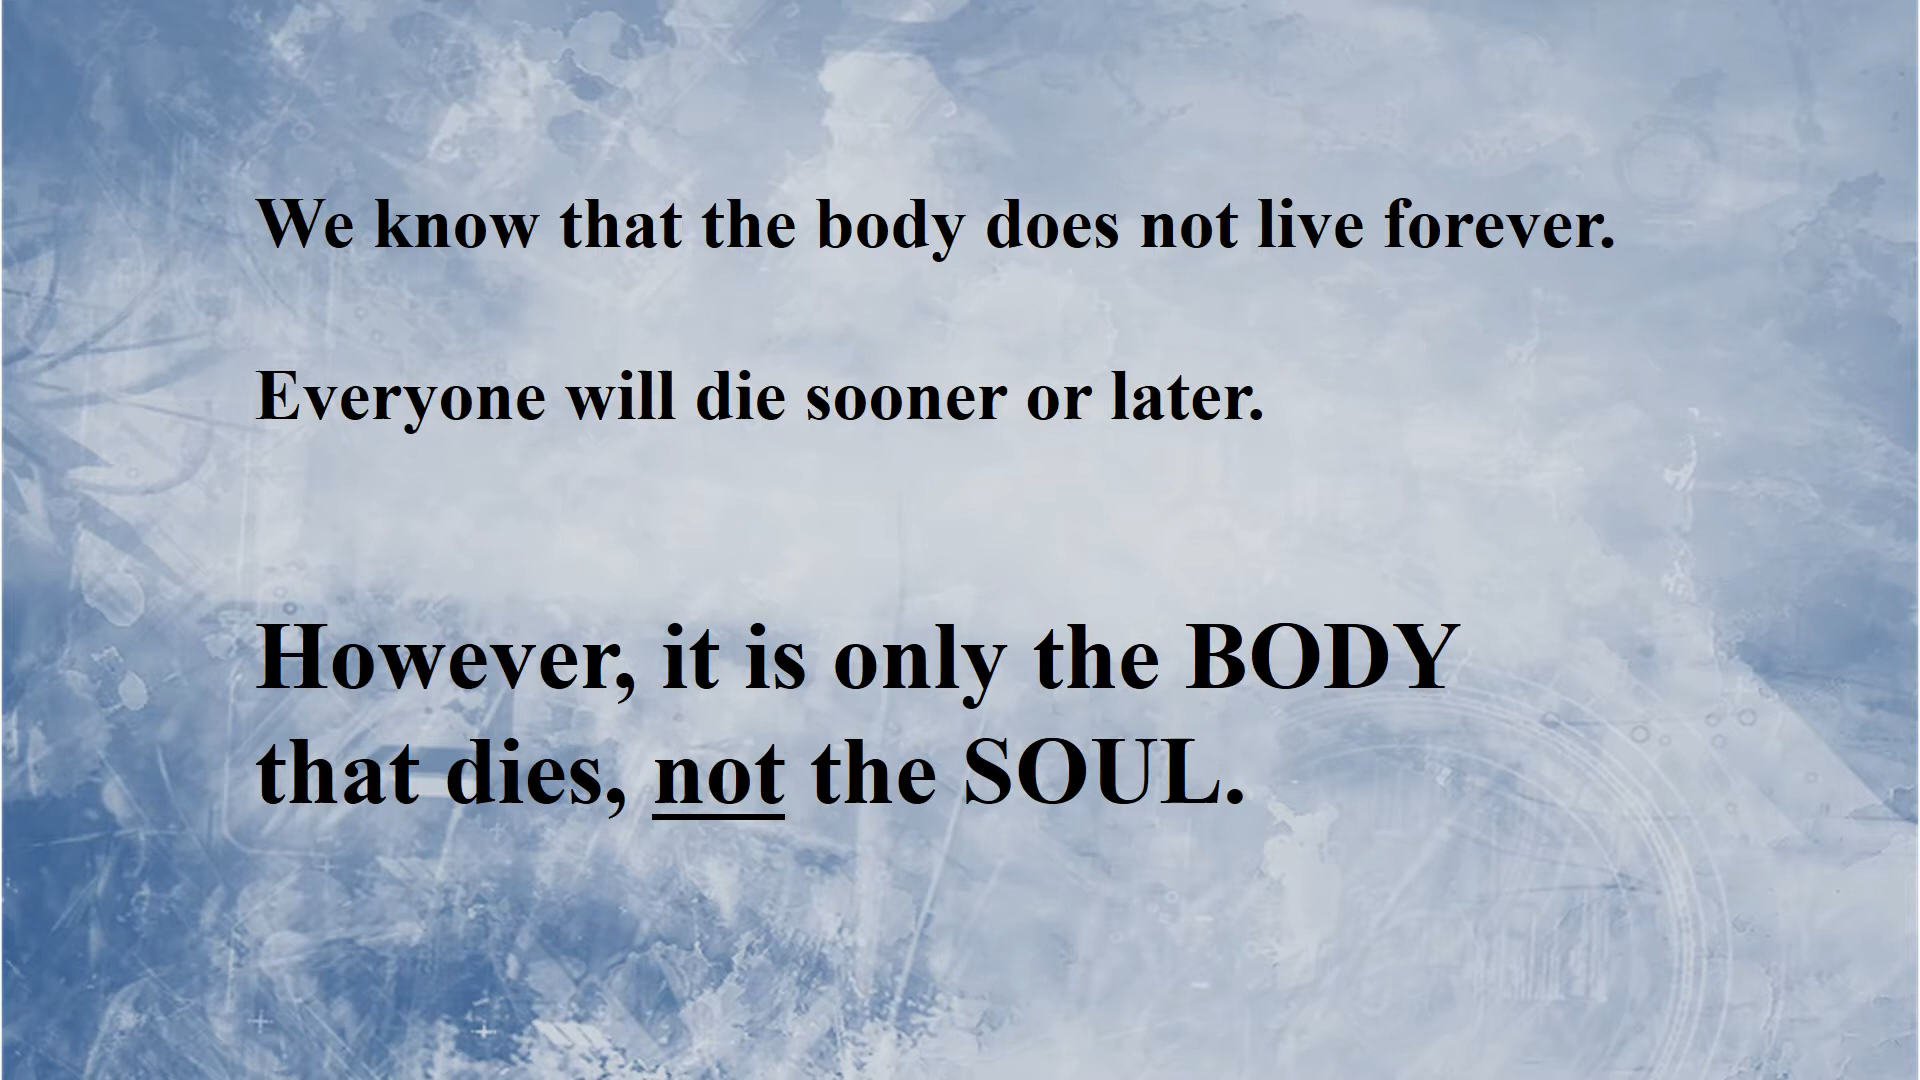 We know that the body does not live forever.
Everyone will die sooner or later.
However, it is only the BODY
that dies, not the SOUL.